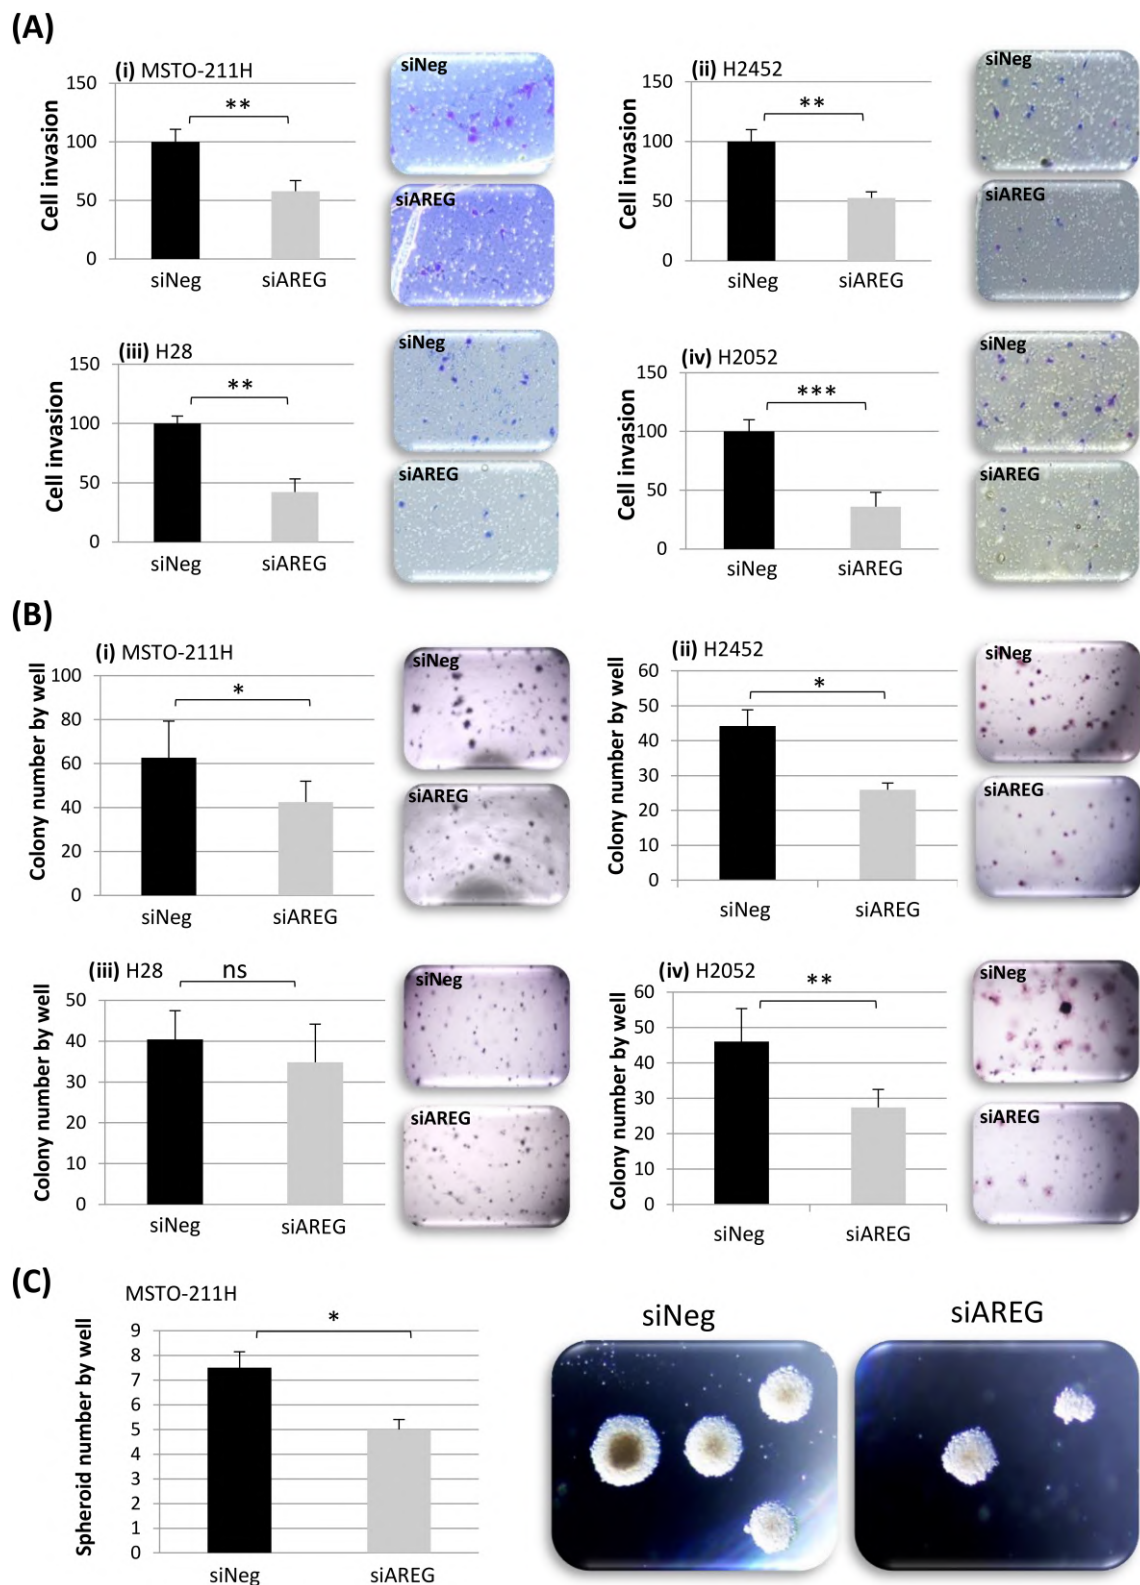 (A)
(i) MSTO-211H
Cell invasion
150
100
50
0
**
siNeg
siAREG
siNeg
siAREG
(ii) H2452
Cell invasion
150
100
50
0
**
siNeg
siAREG
siNeg
siAREG
(iii) H28
Cell invasion
150
100
50
0
**
siNeg
siAREG
siNeg
siAREG
(iv) H2052
Cell invasion
150
100
50
0
***
siNeg
siAREG
siNeg
siAREG
(B)
(i) MSTO-211H
Colony number by well
100
80
60
40
20
0
*
siNeg
siAREG
siNeg
siAREG
(ii) H2452
Colony number by well
60
50
40
30
20
10
0
*
siNeg
siAREG
siNeg
siAREG
(iii) H28
Colony number by well
50
40
30
20
10
0
ns
siNeg
siAREG
siNeg
siAREG
(iv) H2052
Colony number by well
60
50
40
30
20
10
0
**
siNeg
siAREG
siNeg
siAREG
(C)
MSTO-211H
Spheroid number by well
9
8
7
6
5
4
3
2
1
0
*
siNeg
siAREG
siNeg
siAREG